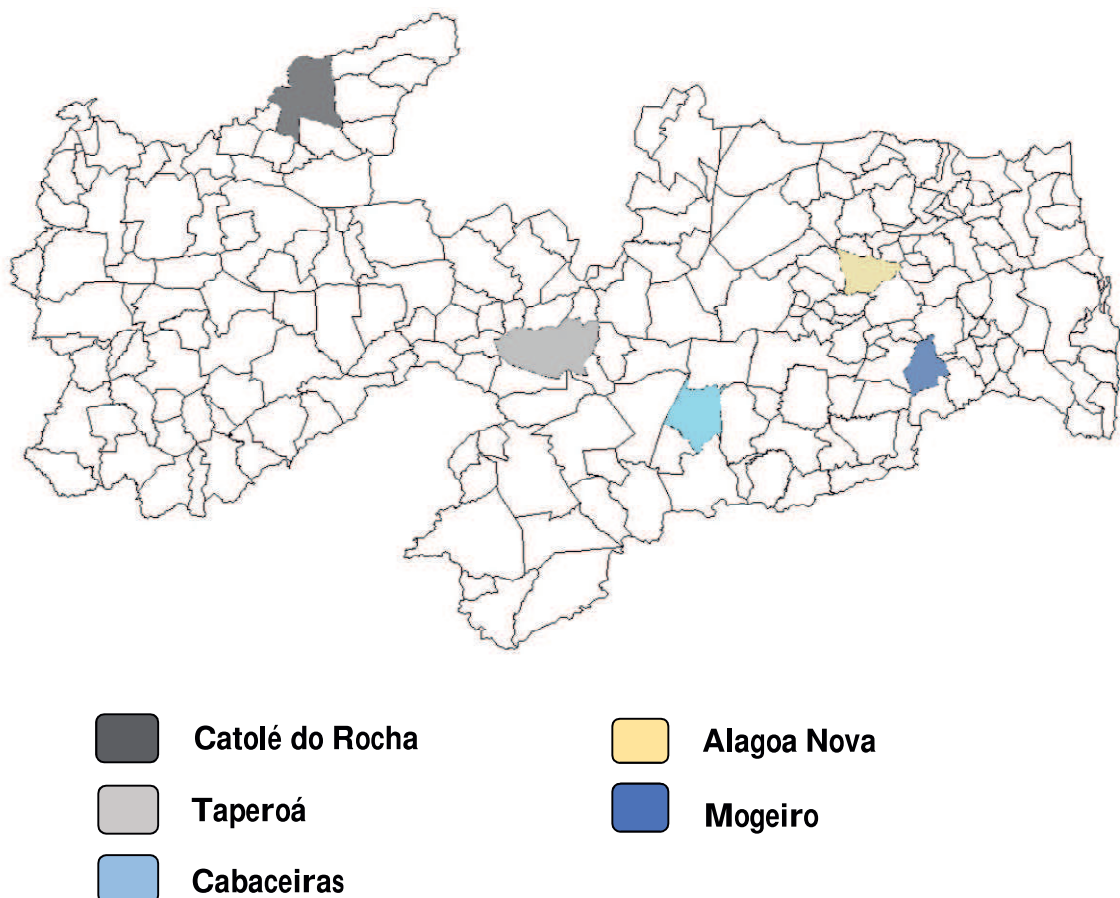 Catolé do Rocha
Taperoá
Cabaceiras
Alagoa Nova
Mogeiro